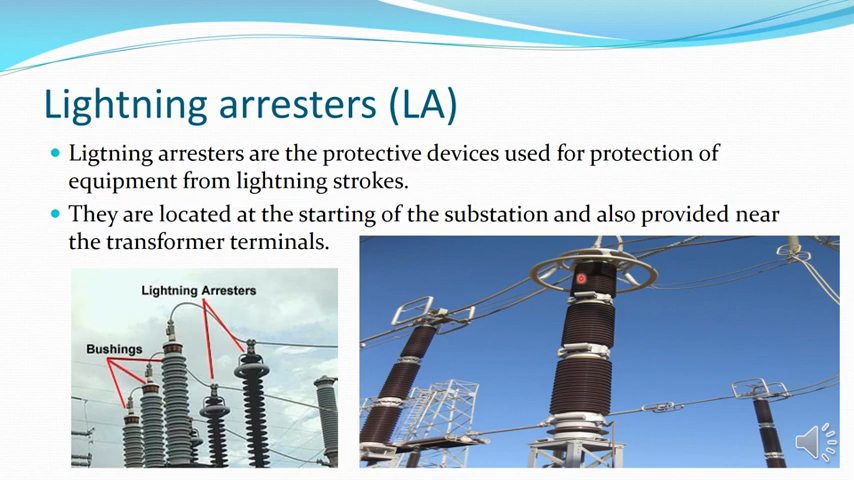 Lightning arresters (LA)
Ligtning arresters are the protective devices used for protection of
equipment from lightning strokes.
They are located at the starting of the substation and also provided near
the transformer terminals.
Lightning Arresters
Bushings